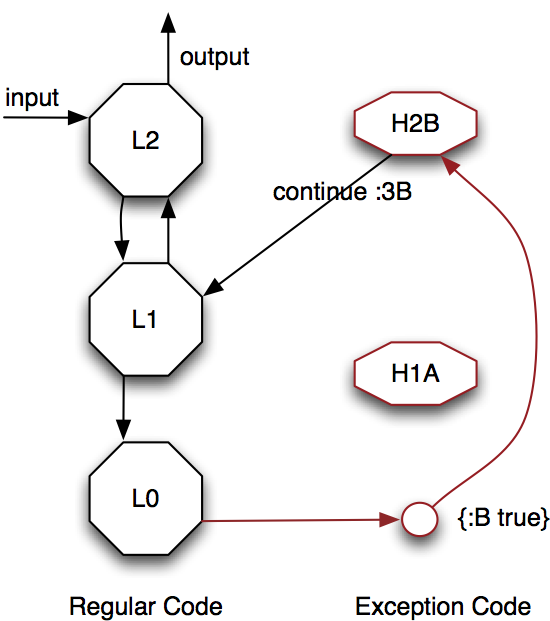 output
input
L2
H2B
continue :3B
L1
H1A
L0
{:B true}
Regular Code
Exception Code